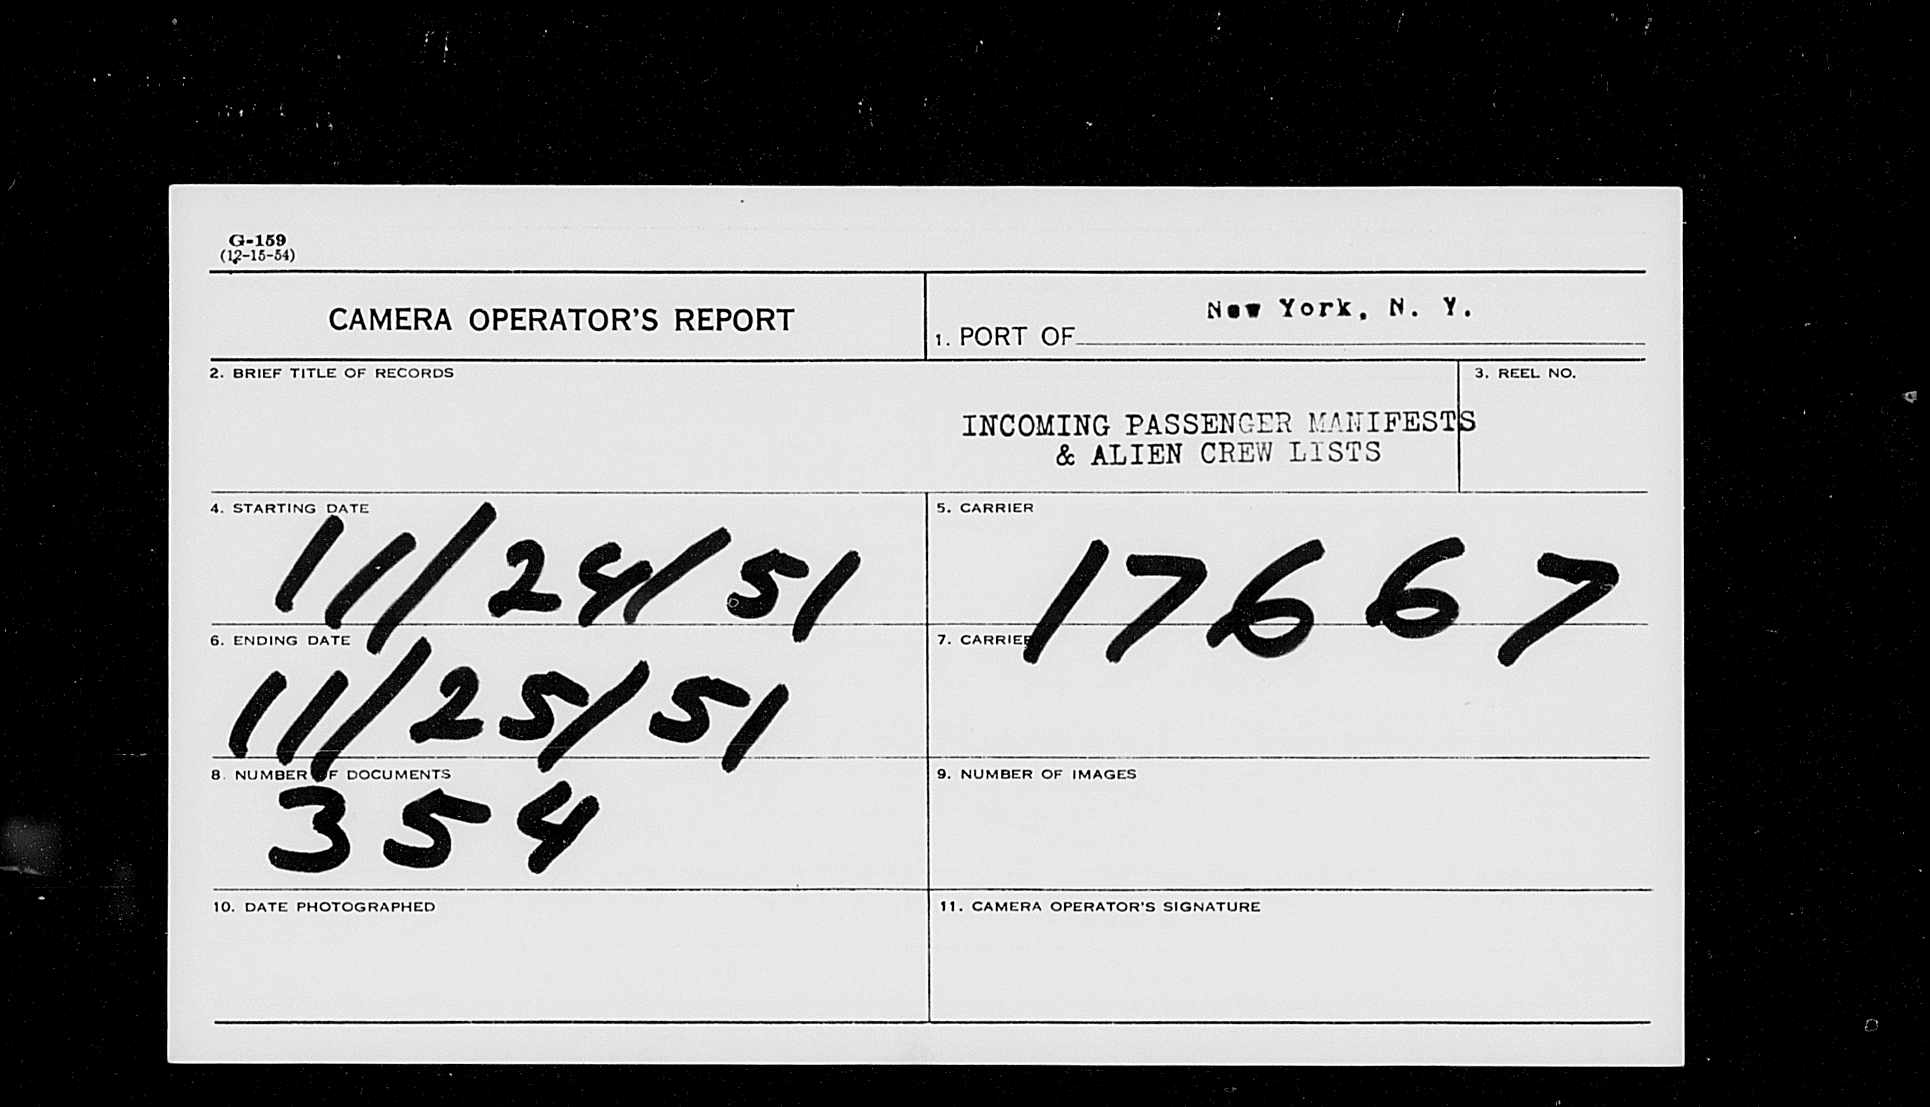 G-159
(12-15-54)
CAMERA OPERATOR'S REPORT
1. PORT OF New York, N. Y.
2. BRIEF TITLE OF RECORDS
INCOMING PASSENGER MANIFESTS
& ALIEN CREW LISTS
3. REEL NO.
4. STARTING DATE
11/24/51
5. CARRIER
17667
6. ENDING DATE
11/25/51
7. CARRIER
8. NUMBER OF DOCUMENTS
354
9. NUMBER OF IMAGES
10. DATE PHOTOGRAPHED
11. CAMERA OPERATOR'S SIGNATURE